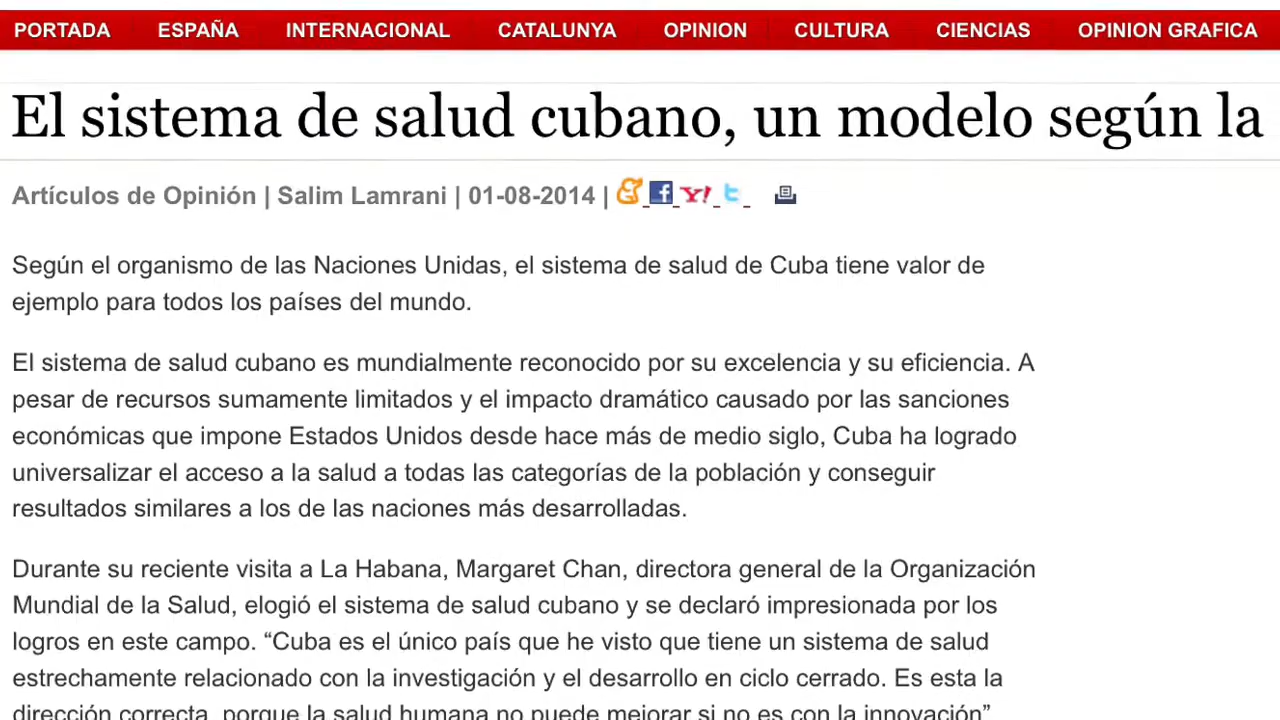 PORTADA ESPAÑA INTERNACIONAL CATALUNYA OPINION CULTURA CIENCIAS OPINION GRAFICA
El sistema de salud cubano, un modelo según la
Artículos de Opinión | Salim Lamrani | 01-08-2014 |
Según el organismo de las Naciones Unidas, el sistema de salud de Cuba tiene valor de
ejemplo para todos los países del mundo.
El sistema de salud cubano es mundialmente reconocido por su excelencia y su eficiencia. A
pesar de recursos sumamente limitados y el impacto dramático causado por las sanciones
económicas que impone Estados Unidos desde hace más de medio siglo, Cuba ha logrado
universalizar el acceso a la salud a todas las categorías de la población y conseguir
resultados similares a los de las naciones más desarrolladas.
Durante su reciente visita a La Habana, Margaret Chan, directora general de la Organización
Mundial de la Salud, elogió el sistema de salud cubano y se declaró impresionada por los
logros en este campo. “Cuba es el único país que he visto que tiene un sistema de salud
estrechamente relacionado con la investigación y el desarrollo en ciclo cerrado. Es esta la
dirección correcta, porque la salud humana no puede mejorar si no es con la innovación”